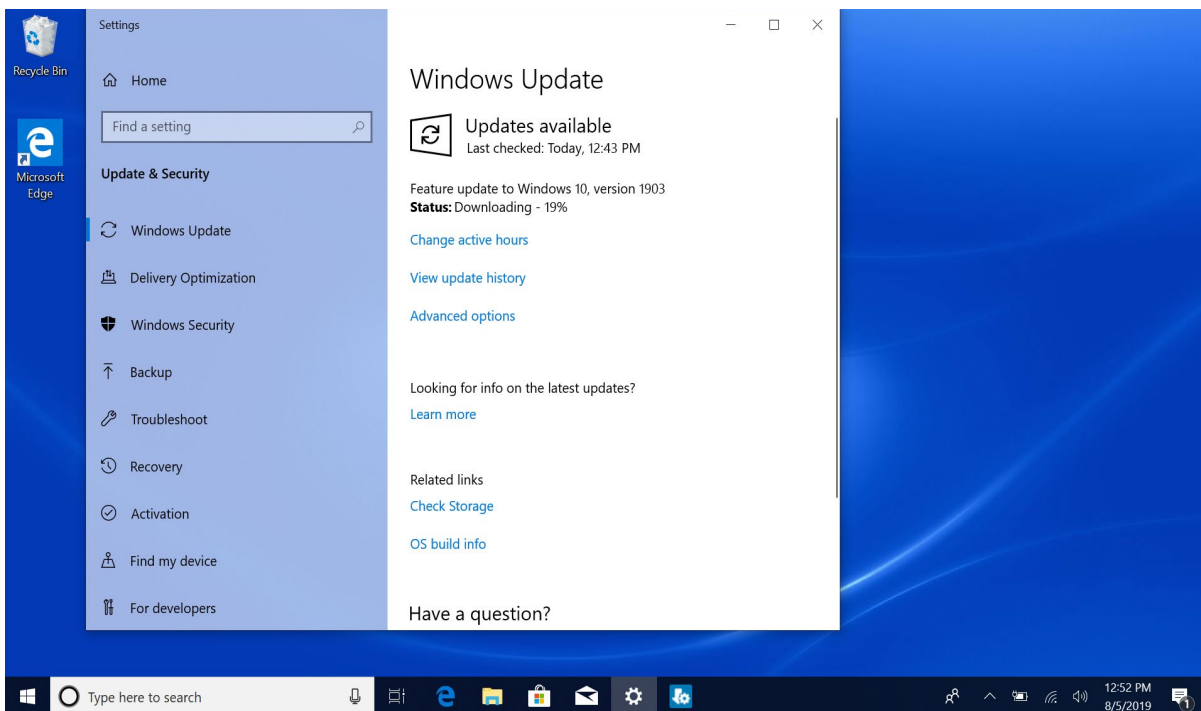 Recycle Bin
Microsoft
Edge
Settings
Home
Find a setting
Update & Security
Windows Update
Delivery Optimization
Windows Security
Backup
Troubleshoot
Recovery
Activation
Find my device
For developers
Windows Update
Updates available
Last checked: Today, 12:43 PM
Feature update to Windows 10, version 1903
Status: Downloading - 19%
Change active hours
View update history
Advanced options
Looking for info on the latest updates?
Learn more
Related links
Check Storage
OS build info
Have a question?
Type here to search
12:52 PM
8/5/2019
1